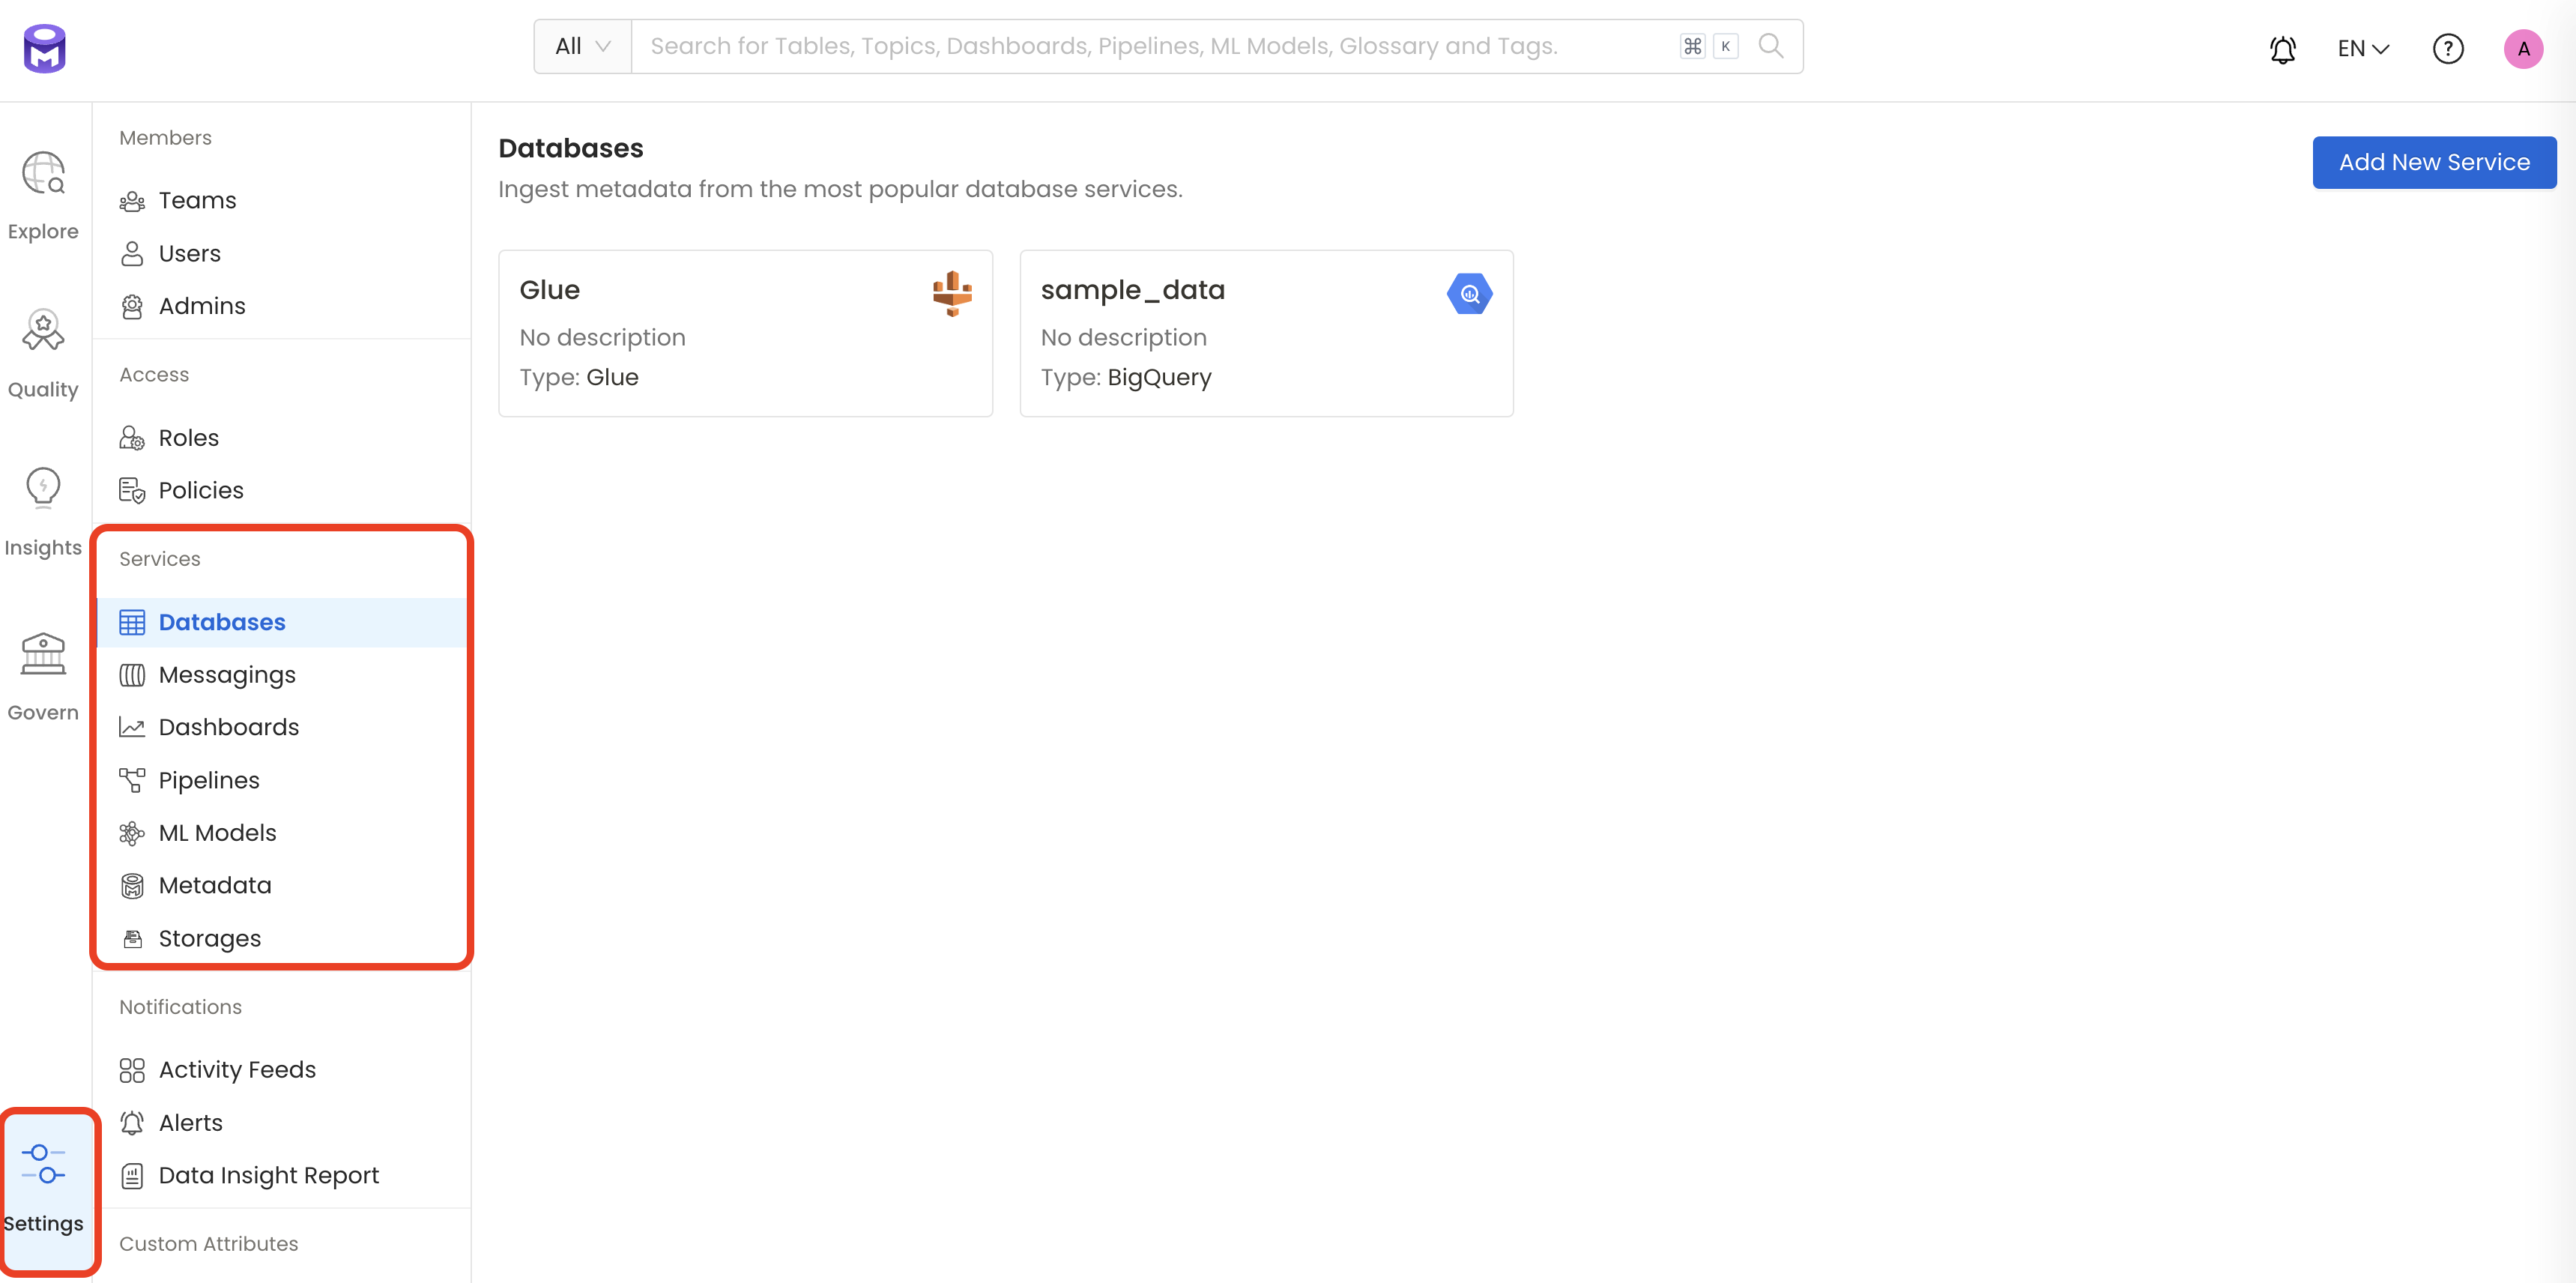 All
Search for Tables, Topics, Dashboards, Pipelines, ML Models, Glossary and Tags.
⌘ K
EN
?
A
Explore
Quality
Insights
Govern
Settings
Members
Teams
Users
Admins
Access
Roles
Policies
Services
Databases
Messagings
Dashboards
Pipelines
ML Models
Metadata
Storages
Notifications
Activity Feeds
Alerts
Data Insight Report
Custom Attributes
Databases
Ingest metadata from the most popular database services.
Add New Service
Glue
No description
Type: Glue
sample_data
No description
Type: BigQuery